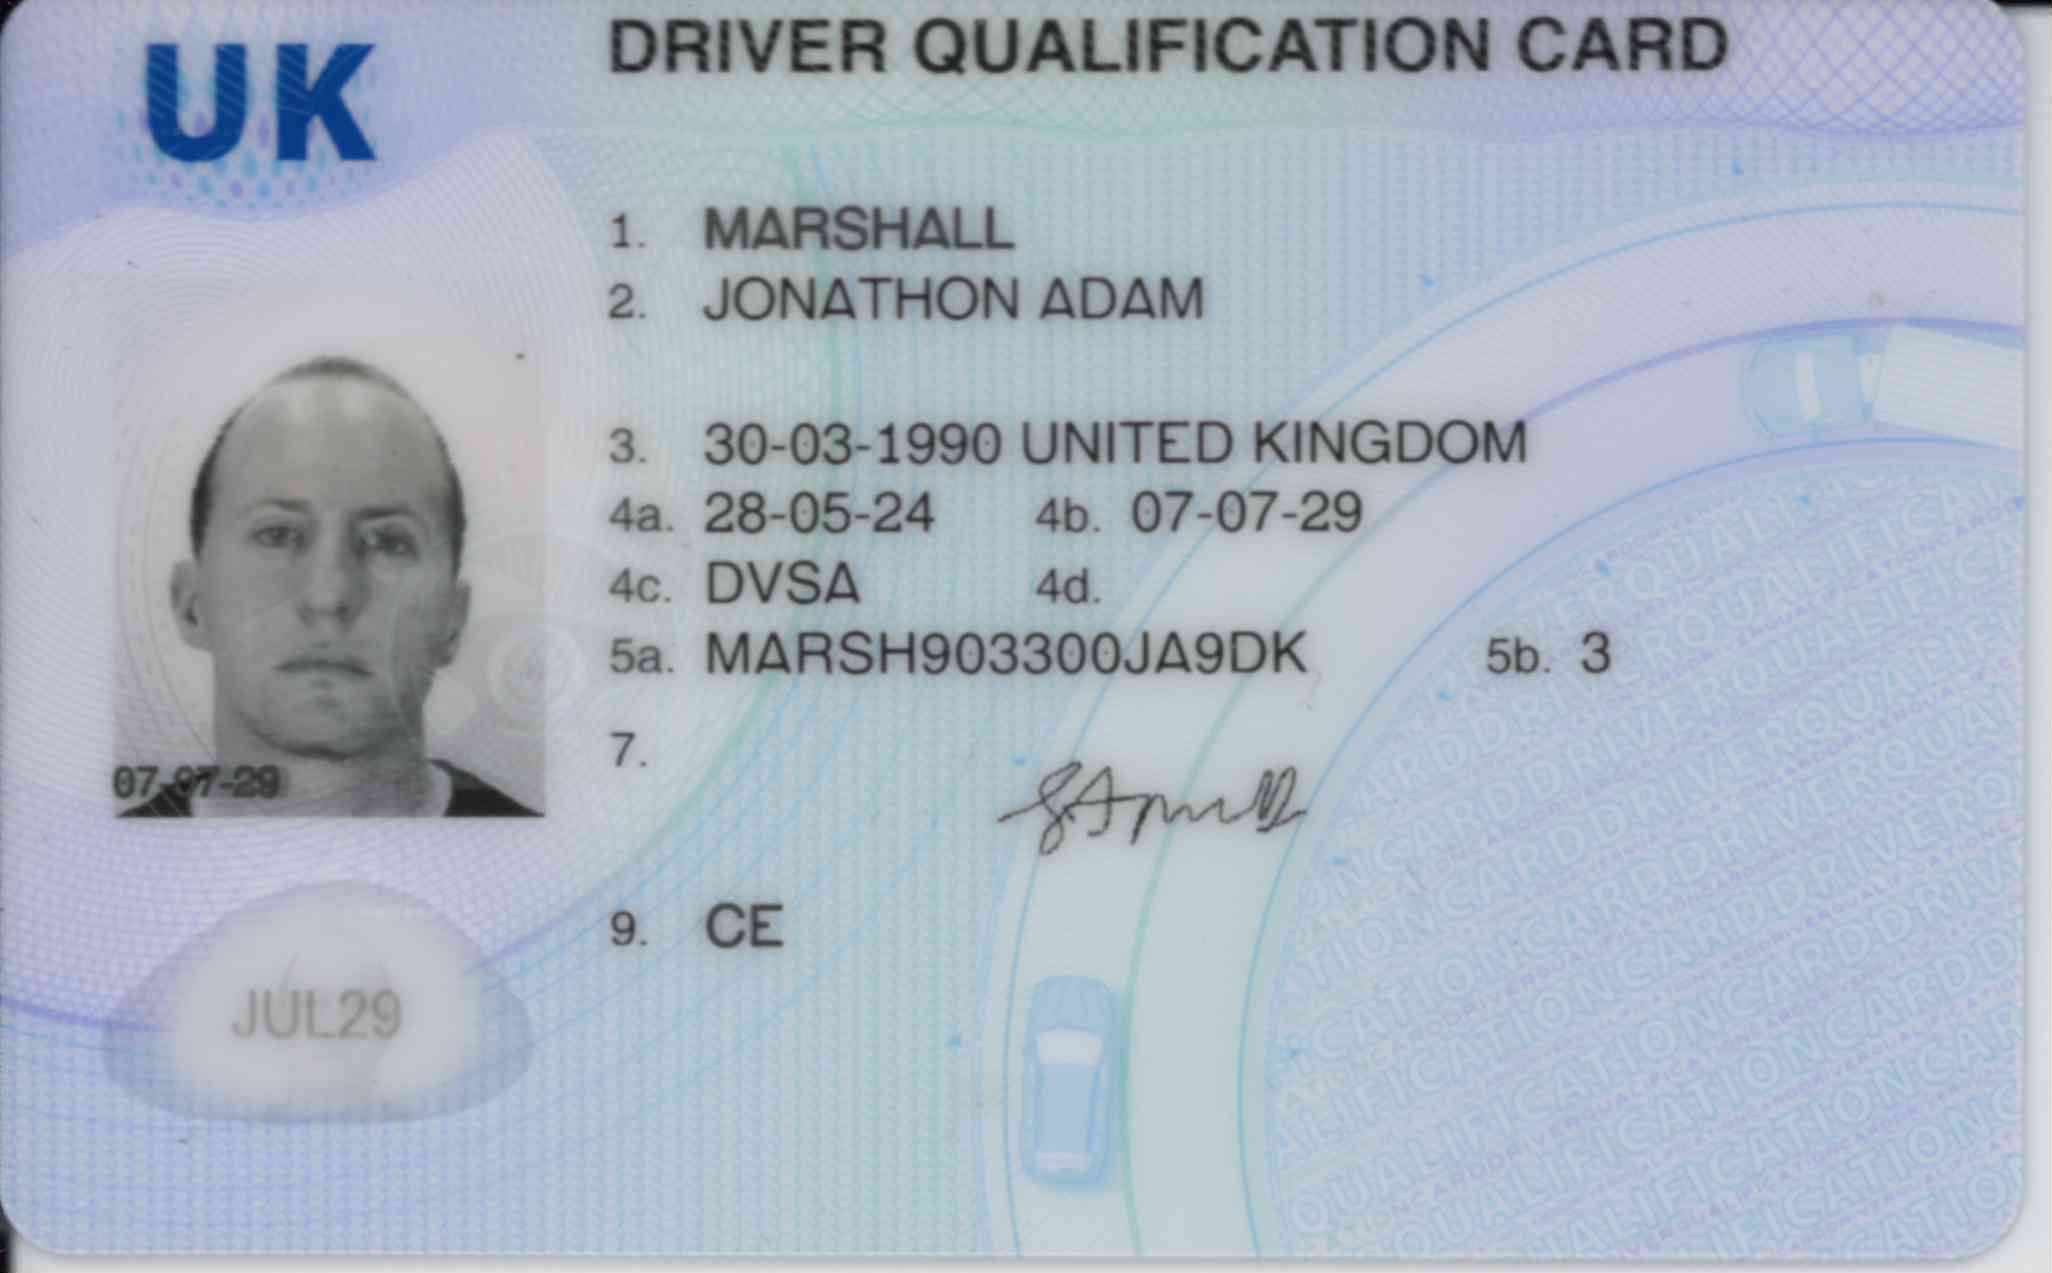 UK
DRIVER QUALIFICATION CARD
1. MARSHALL
2. JONATHON ADAM
3. 30-03-1990 UNITED KINGDOM
4a. 28-05-24 4b. 07-07-29
4c. DVSA 4d.
5a. MARSH903300JA9DK 5b. 3
7.
07-07-29
9. CE
JUL29